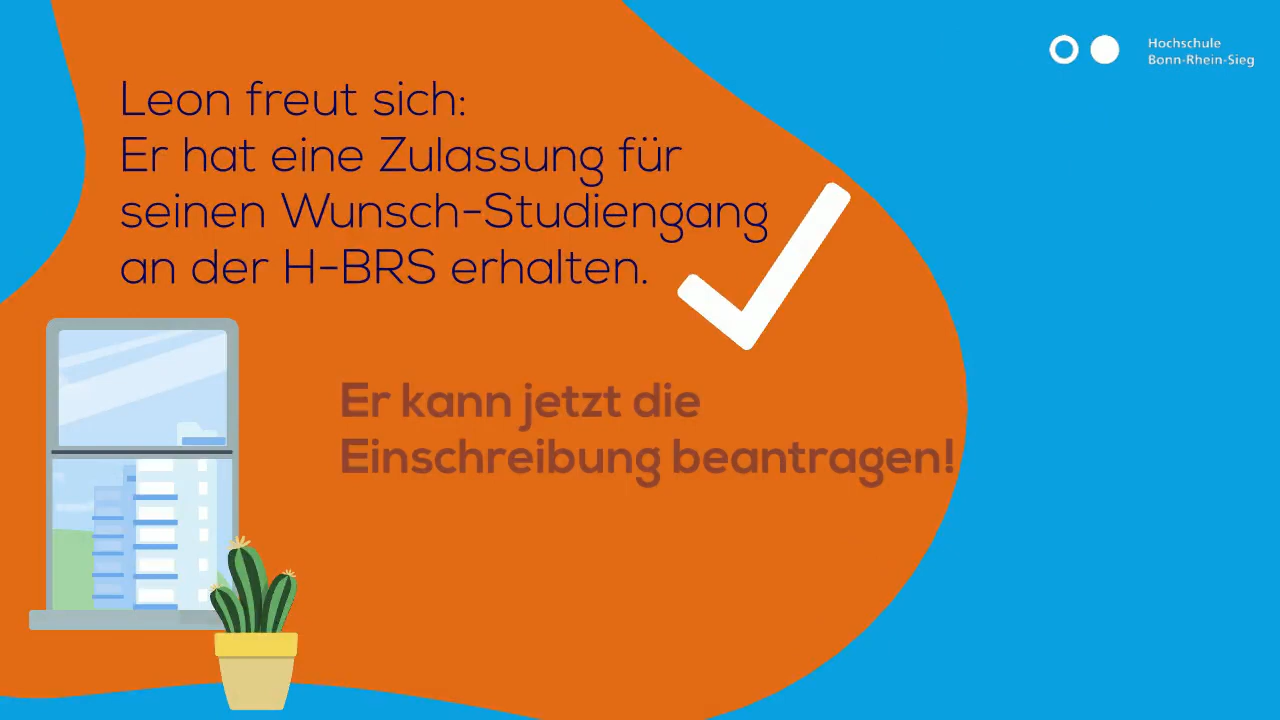 Hochschule
Bonn-Rhein-Sieg
Leon freut sich:
Er hat eine Zulassung für
seinen Wunsch-Studiengang
an der H-BRS erhalten.
Er kann jetzt die
Einschreibung beantragen!